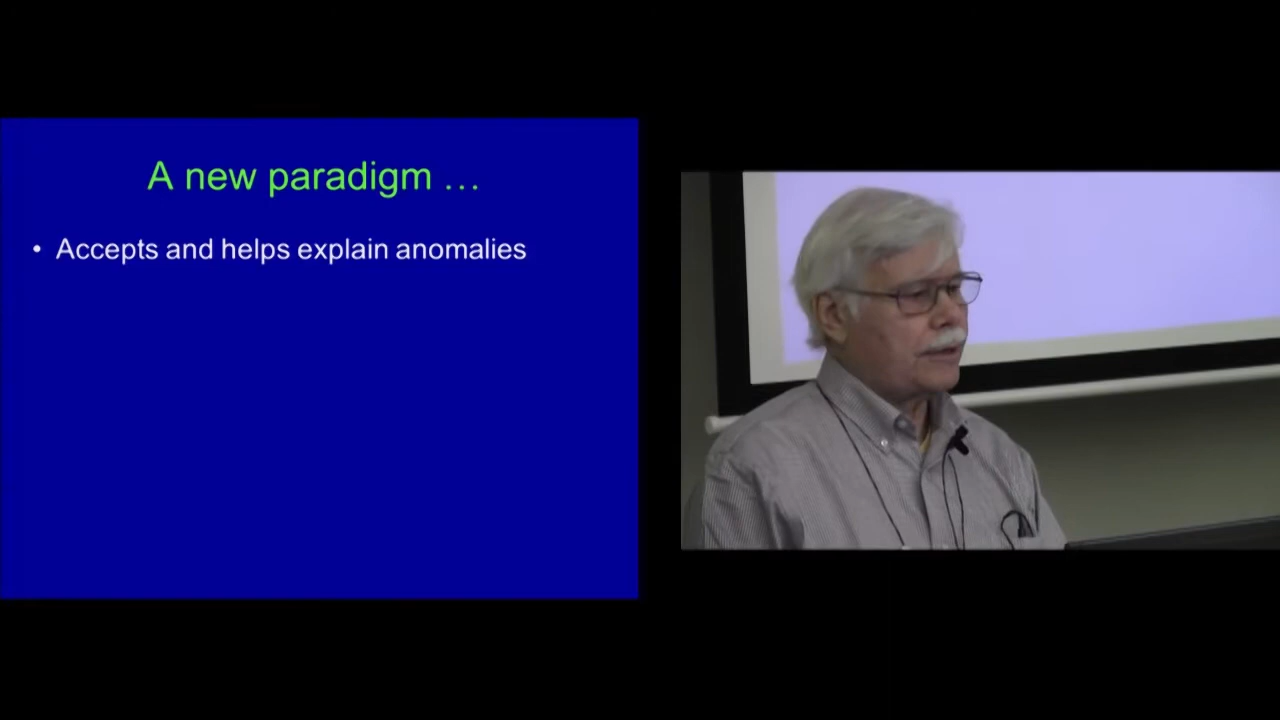 A new paradigm …
• Accepts and helps explain anomalies